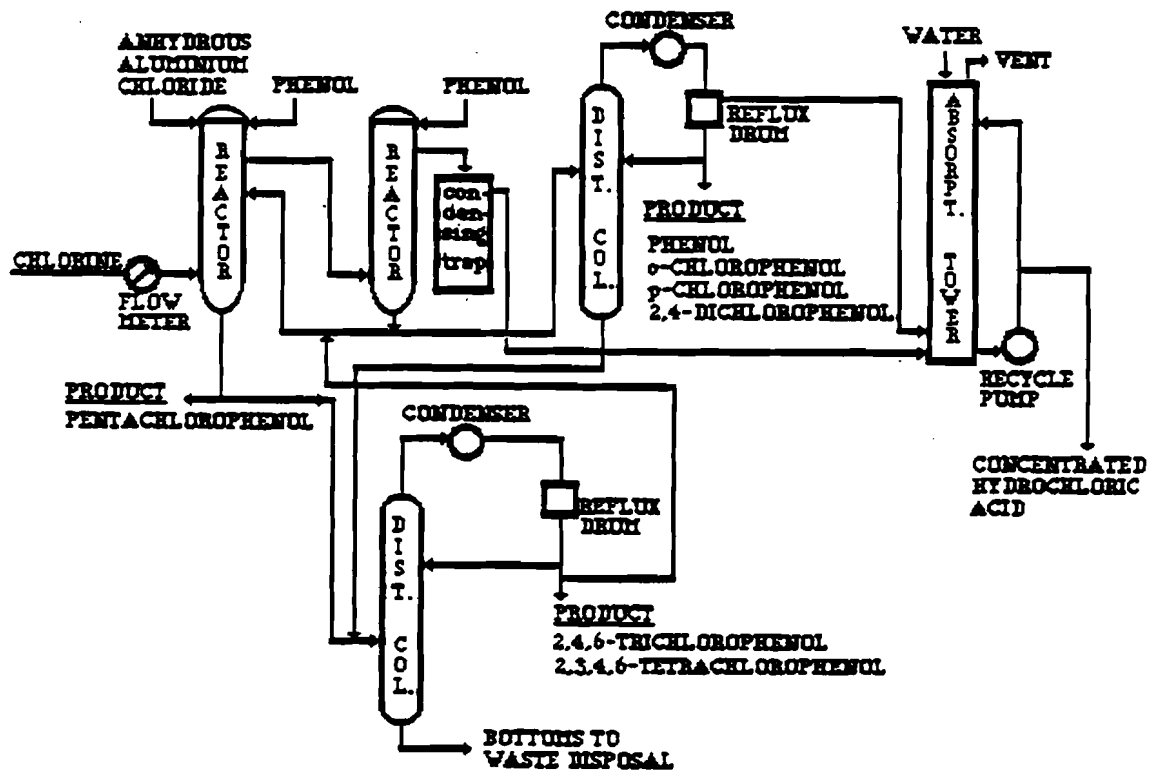 ANHYDROUS
ALUMINIUM
CHLORIDE
PHENOL
PHENOL
CONDENSER
WATER
VENT
REACTOR
REACTOR
con-
den-
sing
trap
DIST. COL.
REFLUX
DRUM
ABSORPT. TOWER
CHLORINE
FLOW
METER
PRODUCT
PHENOL
o-CHLOROPHENOL
p-CHLOROPHENOL
2,4-DICHLOROPHENOL
RECYCLE
PUMP
PRODUCT
PENTACHLOROPHENOL
CONDENSER
CONCENTRATED
HYDROCHLORIC
ACID
REFLUX
DRUM
DIST. COL.
PRODUCT
2,4,6-TRICHLOROPHENOL
2,3,4,6-TETRACHLOROPHENOL
BOTTOMS TO
WASTE DISPOSAL